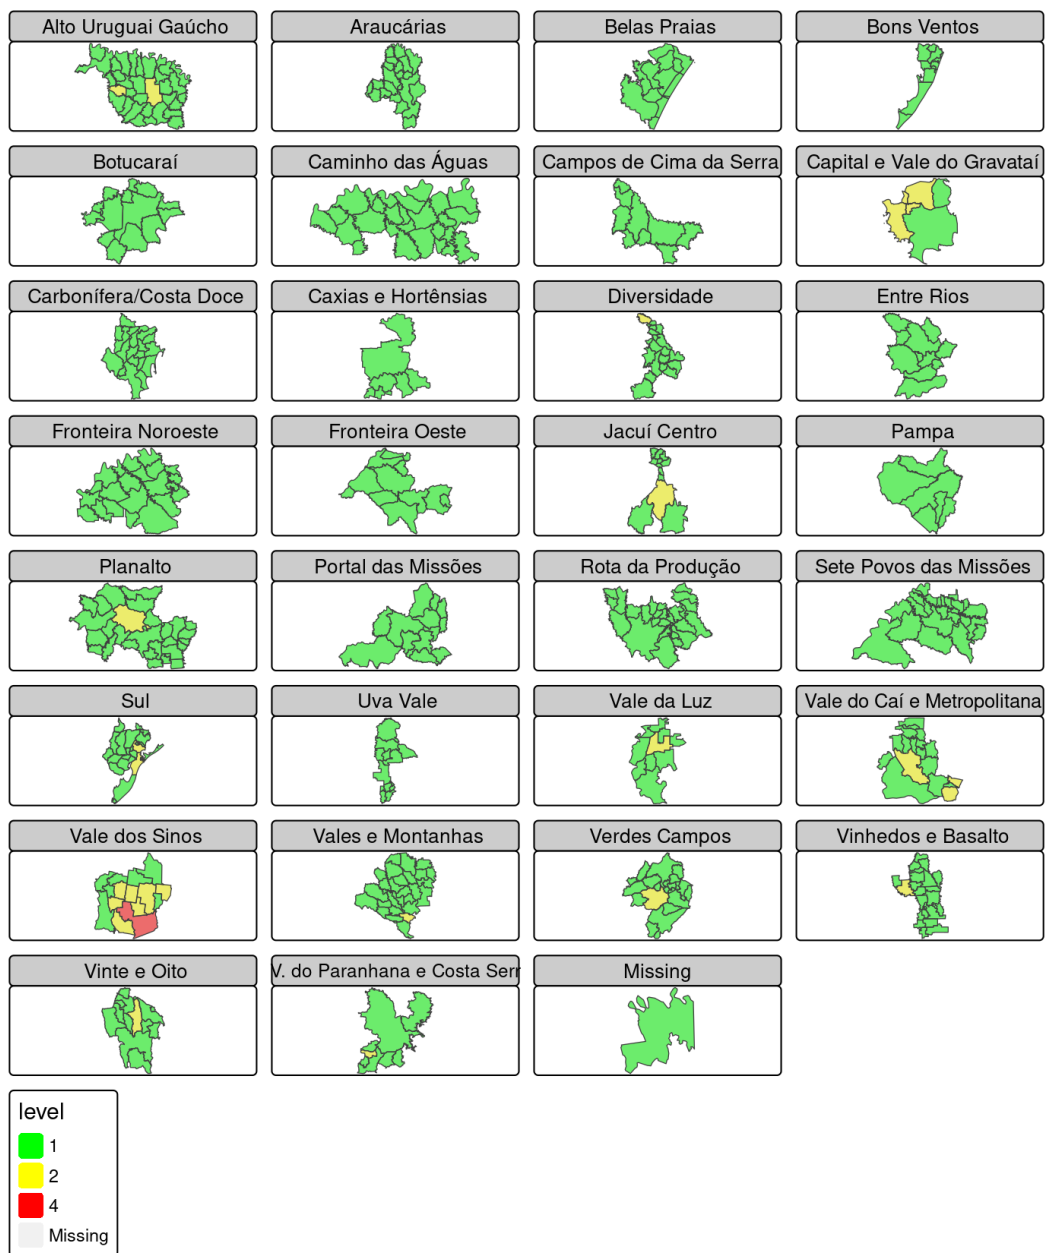 Alto Uruguai Gaúcho
Araucárias
Belas Praias
Bons Ventos
Botucaraí
Caminho das Águas
Campos de Cima da Serra
Capital e Vale do Gravataí
Carbonífera/Costa Doce
Caxias e Hortênsias
Diversidade
Entre Rios
Fronteira Noroeste
Fronteira Oeste
Jacuí Centro
Pampa
Planalto
Portal das Missões
Rota da Produção
Sete Povos das Missões
Sul
Uva Vale
Vale da Luz
Vale do Caí e Metropolitana
Vale dos Sinos
Vales e Montanhas
Verdes Campos
Vinhedos e Basalto
Vinte e Oito
V. do Paranhana e Costa Serr
Missing
level
1
2
4
Missing